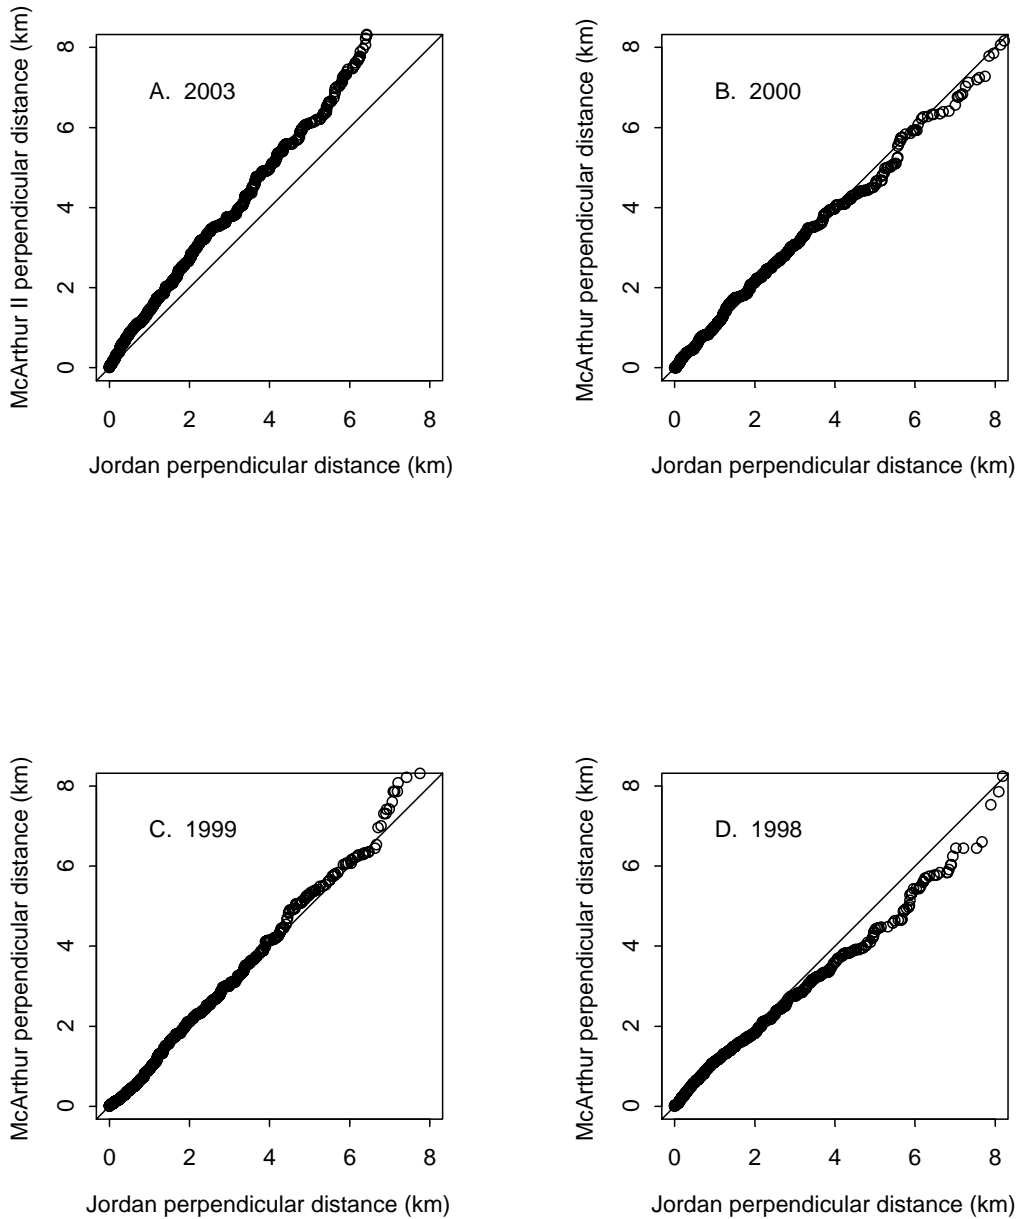 McArthur II perpendicular distance (km)
8
6
4
2
0
A. 2003
0 2 4 6 8
Jordan perpendicular distance (km)
McArthur perpendicular distance (km)
8
6
4
2
0
B. 2000
0 2 4 6 8
Jordan perpendicular distance (km)
McArthur perpendicular distance (km)
8
6
4
2
0
C. 1999
0 2 4 6 8
Jordan perpendicular distance (km)
McArthur perpendicular distance (km)
8
6
4
2
0
D. 1998
0 2 4 6 8
Jordan perpendicular distance (km)